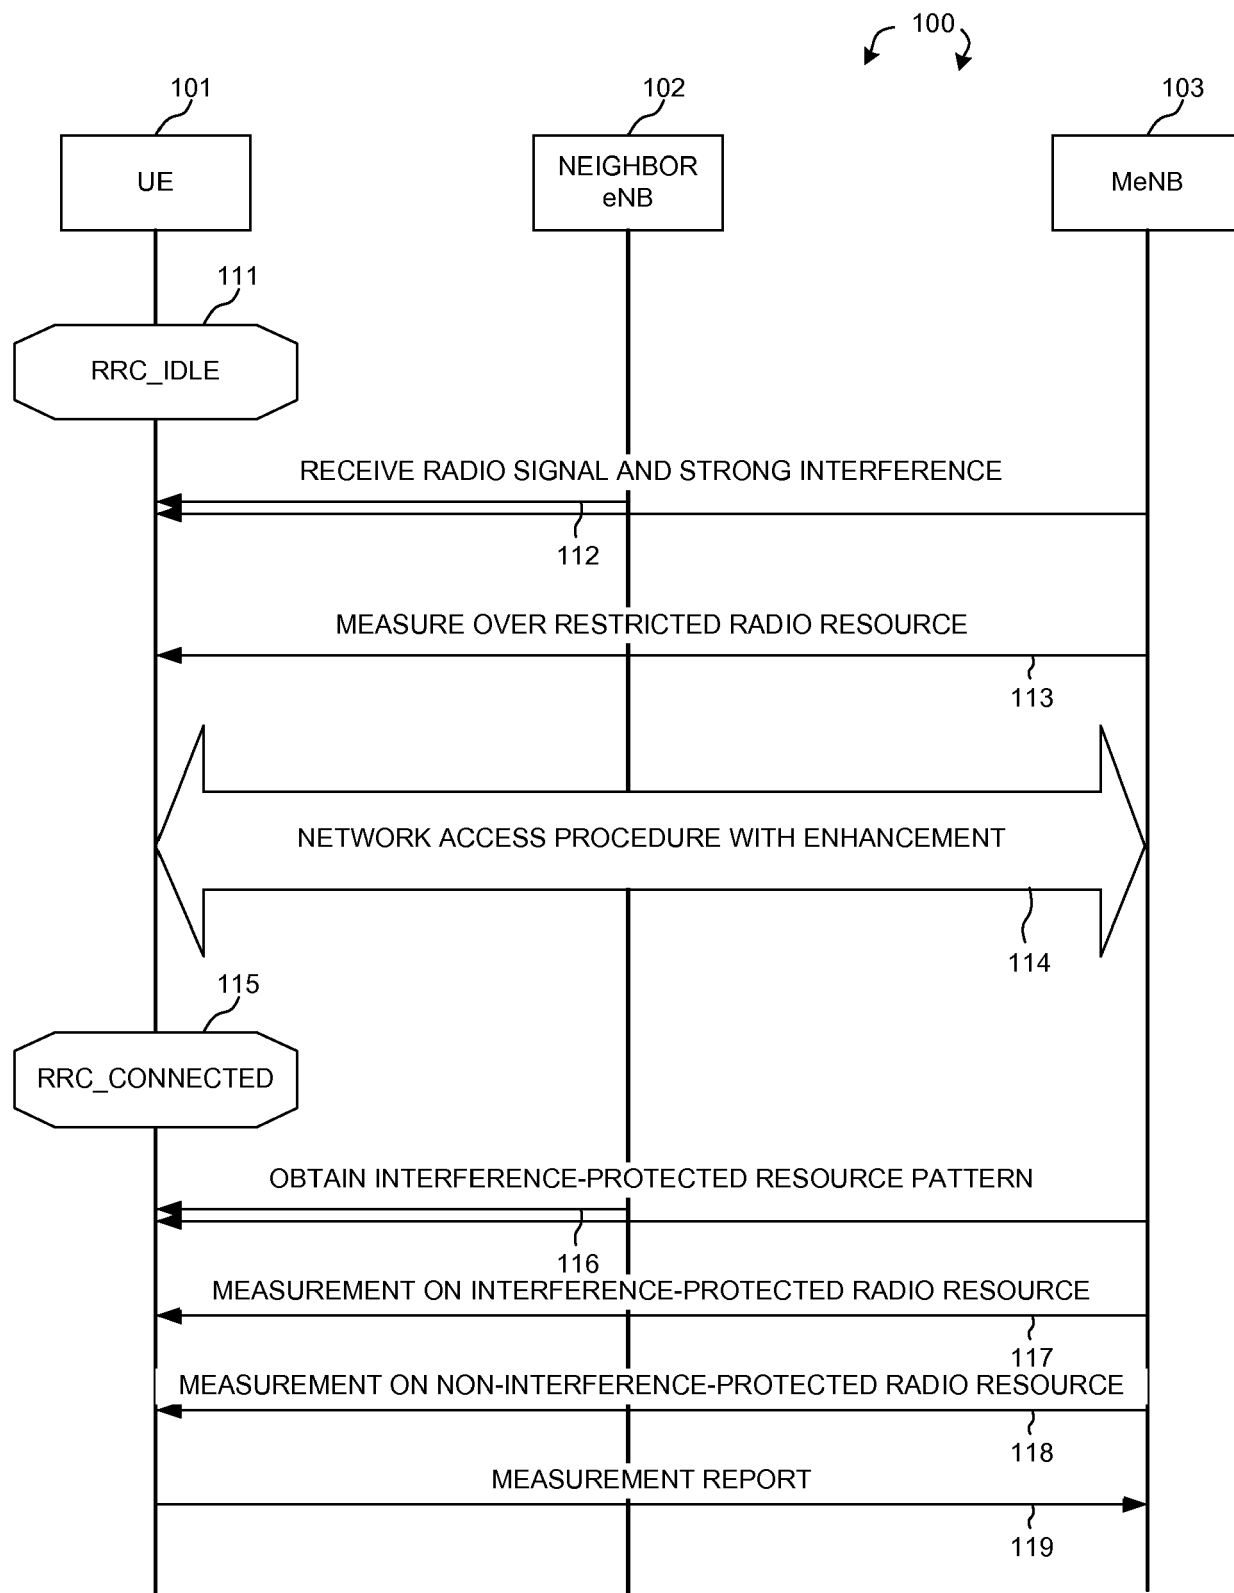 100
101
102
103
UE
NEIGHBOR
eNB
MeNB
111
RRC_IDLE
RECEIVE RADIO SIGNAL AND STRONG INTERFERENCE
112
MEASURE OVER RESTRICTED RADIO RESOURCE
113
NETWORK ACCESS PROCEDURE WITH ENHANCEMENT
114
115
RRC_CONNECTED
OBTAIN INTERFERENCE-PROTECTED RESOURCE PATTERN
116
MEASUREMENT ON INTERFERENCE-PROTECTED RADIO RESOURCE
117
MEASUREMENT ON NON-INTERFERENCE-PROTECTED RADIO RESOURCE
118
MEASUREMENT REPORT
119